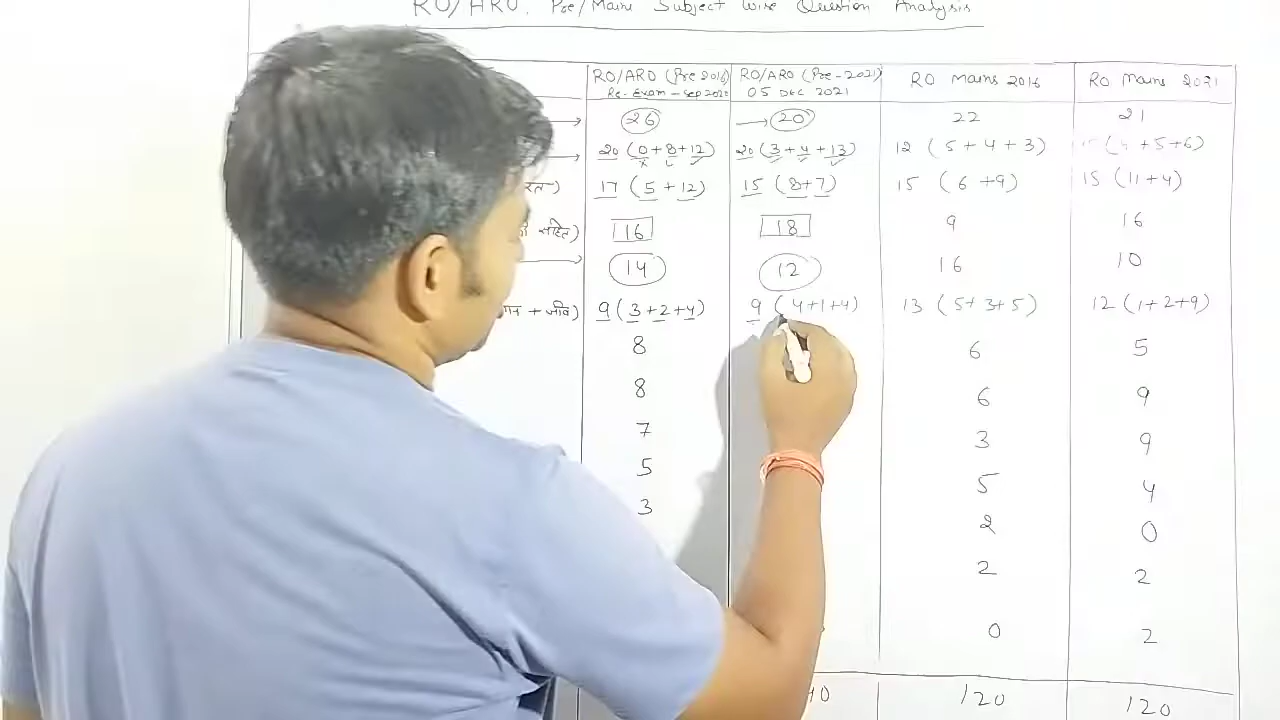 RO/ARO. Pre/Mains Subject Wise Question Analysis
RO/ARO (Pre 2016) Re-Exam - Sep 2020
RO/ARO (Pre-2021) 05 Dec 2021
RO Mains 2016
RO Mains 2021
→ 26 → 20 22 21
→ 20 (0+8+12) 20 (3+4+13) 12 (5+4+3) (4+5+6)
17 (5+12) 15 (8+7) 15 (6+9) 15 (11+4)
सहित) 16 18 9 16
→ 14 12 16 10
+ जीव) 9 (3+2+4) 9 (4+1+4) 13 (5+3+5) 12 (1+2+9)
8 6 5
8 6 9
7 3 9
5 5 4
3 2 0
2 2
0 2
120 120